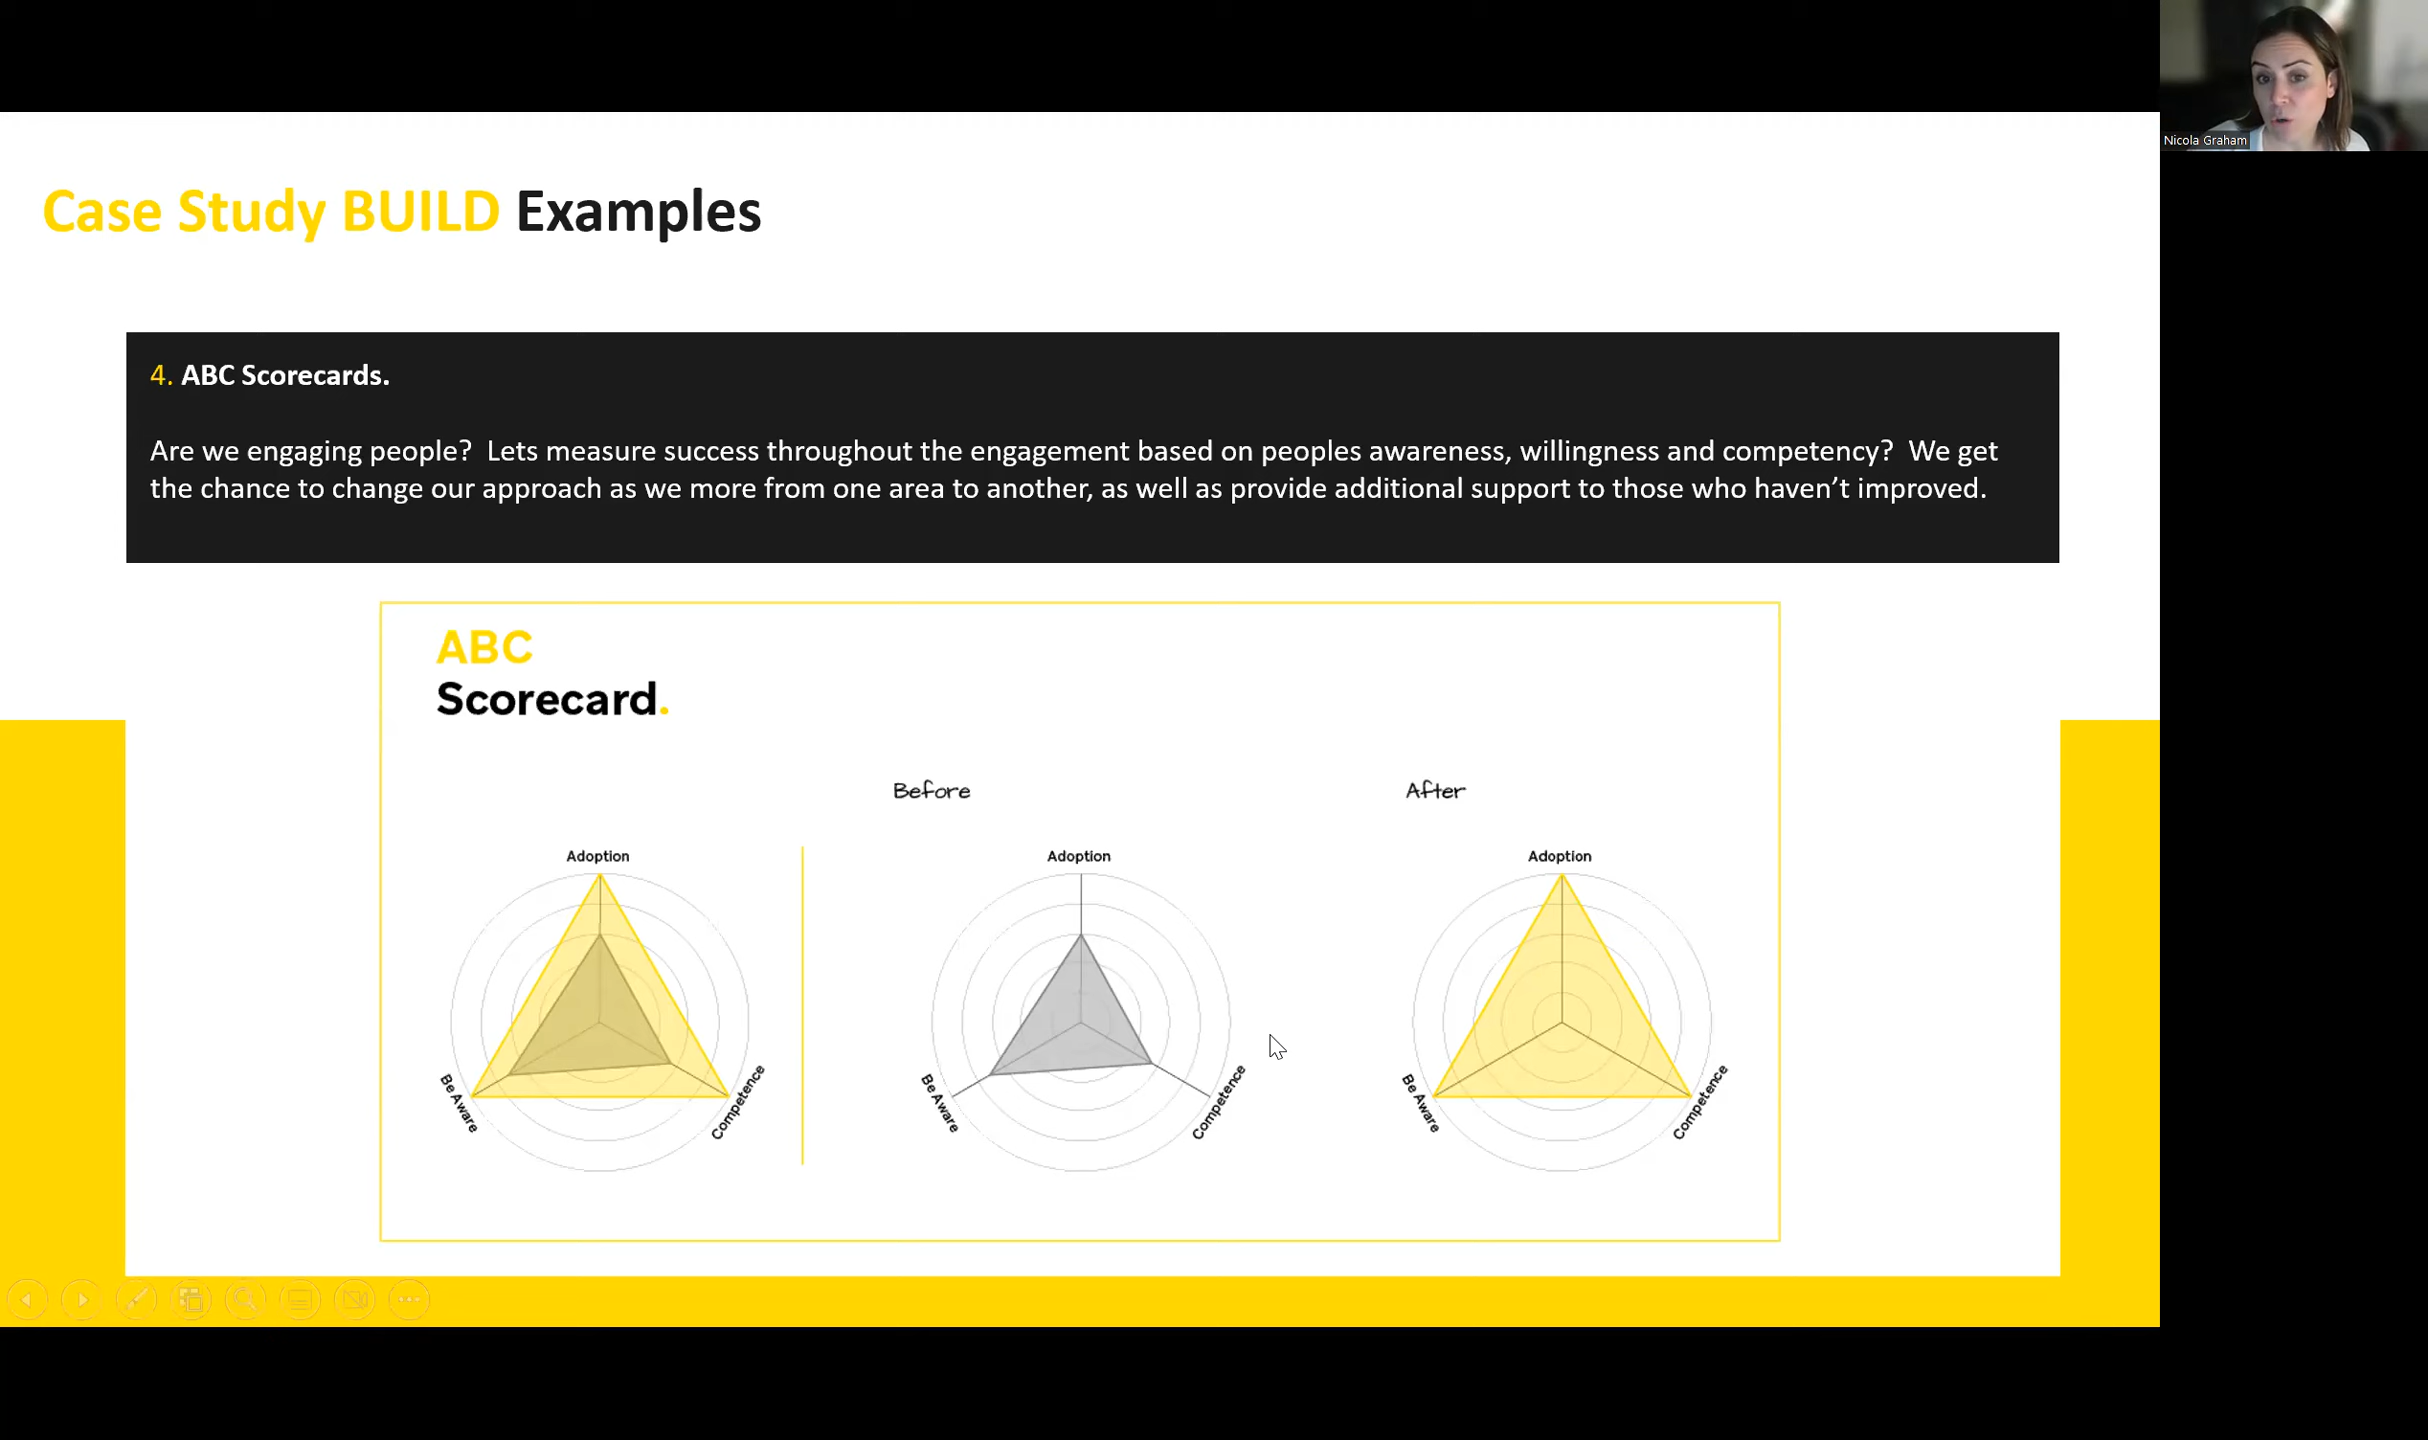 Nicola Graham
Case Study BUILD Examples
4. ABC Scorecards.
Are we engaging people?  Lets measure success throughout the engagement based on peoples awareness, willingness and competency?  We get
the chance to change our approach as we more from one area to another, as well as provide additional support to those who haven’t improved.
ABC
Scorecard.
Before
After
Adoption
Be Aware
Competence
Adoption
Be Aware
Competence
Adoption
Be Aware
Competence